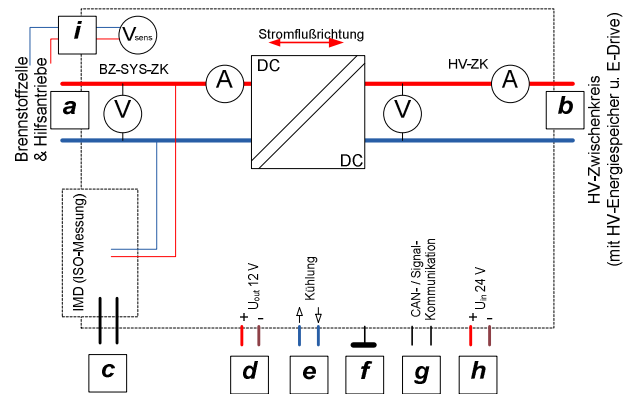 i
V sens
Stromflußrichtung
BZ-SYS-ZK
A
DC
HV-ZK
A
a
V
V
b
DC
Brennstoffzelle
& Hilfsantriebe
HV-Zwischenkreis
(mit HV-Energiespeicher u. E-Drive)
IMD (ISO-Messung)
+ Uout 12 V -
Kühlung
CAN- / Signal-
Kommunikation
+ Uin 24 V -
c
d
e
f
g
h